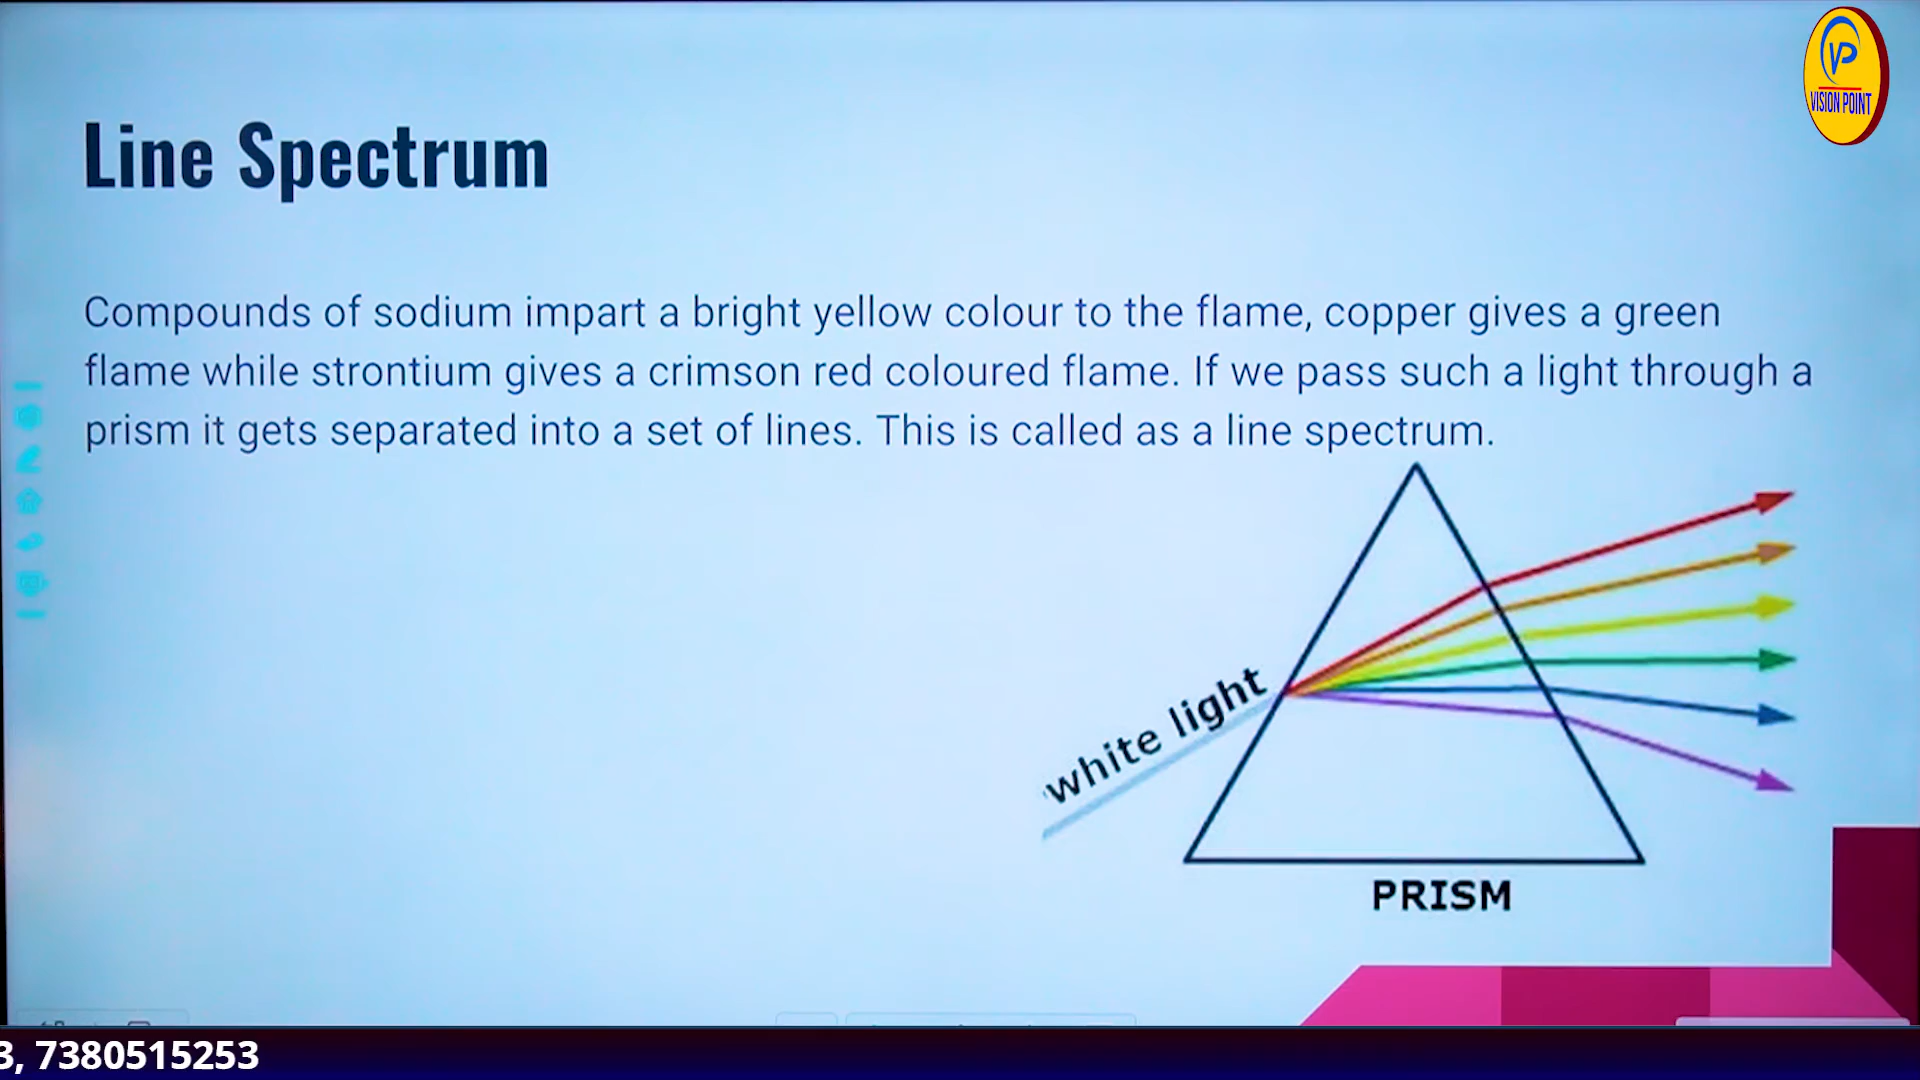 VP
VISION POINT
Line Spectrum
Compounds of sodium impart a bright yellow colour to the flame, copper gives a green
flame while strontium gives a crimson red coloured flame. If we pass such a light through a
prism it gets separated into a set of lines. This is called as a line spectrum.
white light
PRISM
3, 7380515253